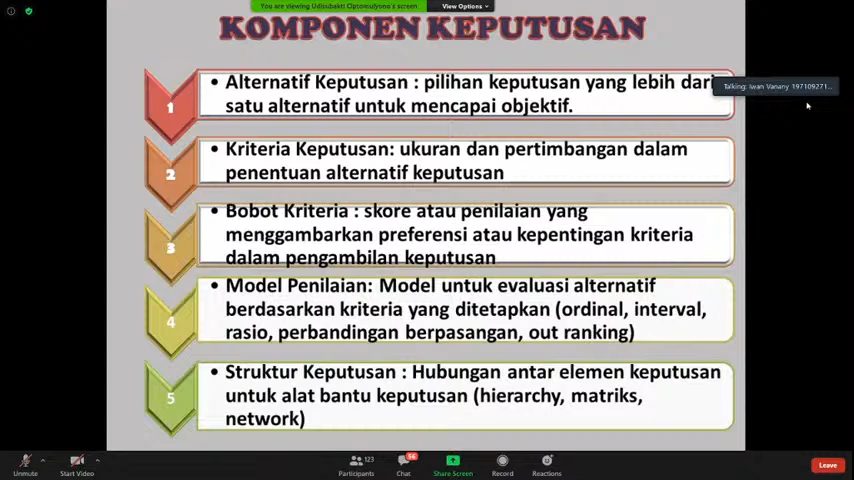 You are viewing Udisubakti Ciptomulyono's screen
View Options
KOMPONEN KEPUTUSAN
1
• Alternatif Keputusan : pilihan keputusan yang lebih dari
satu alternatif untuk mencapai objektif.
Talking: Iwan Vanany 197109271...
2
• Kriteria Keputusan: ukuran dan pertimbangan dalam
penentuan alternatif keputusan
3
• Bobot Kriteria : skore atau penilaian yang
menggambarkan preferensi atau kepentingan kriteria
dalam pengambilan keputusan
4
• Model Penilaian: Model untuk evaluasi alternatif
berdasarkan kriteria yang ditetapkan (ordinal, interval,
rasio, perbandingan berpasangan, out ranking)
5
• Struktur Keputusan : Hubungan antar elemen keputusan
untuk alat bantu keputusan (hierarchy, matriks,
network)
Unmute
Start Video
123
Participants
56
Chat
Share Screen
Record
Reactions
Leave